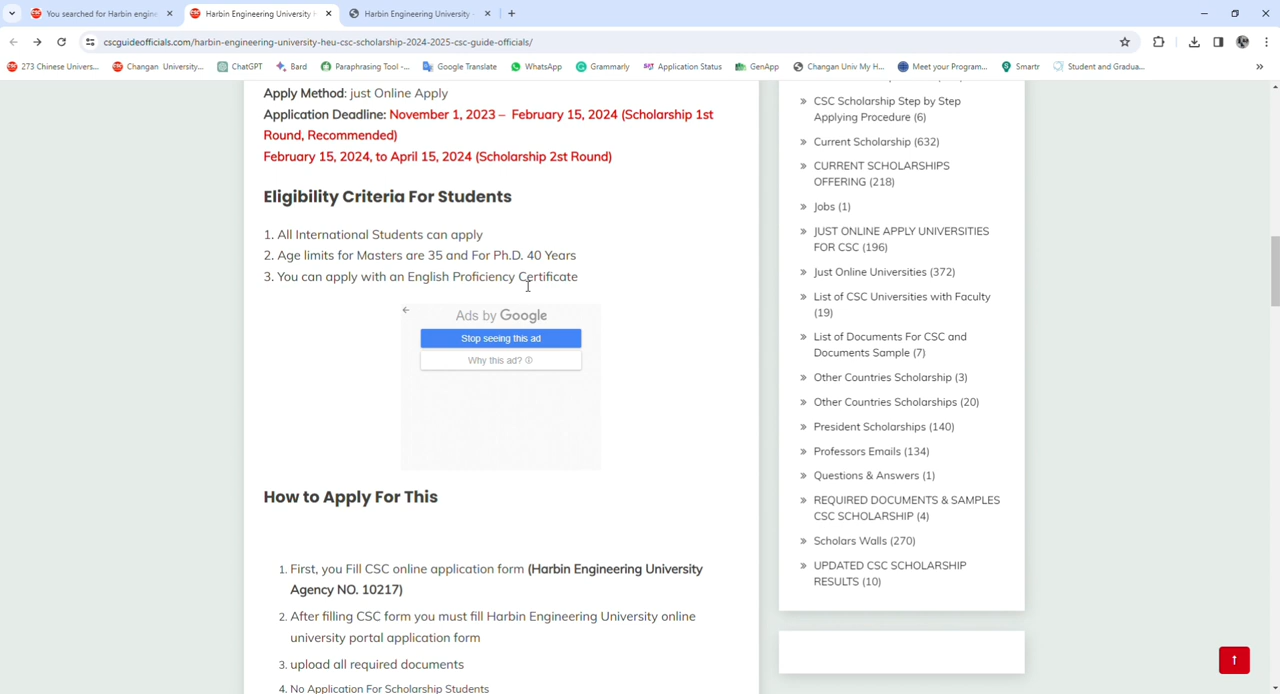 You searched for Harbin engine
Harbin Engineering University H
Harbin Engineering University -
cscguideofficials.com/harbin-engineering-university-heu-csc-scholarship-2024-2025-csc-guide-officials/
273 Chinese Univers...
Changan University...
ChatGPT
Bard
Paraphrasing Tool -...
Google Translate
WhatsApp
Grammarly
Application Status
GenApp
Changan Univ My H...
Meet your Program...
Smartr
Student and Gradua...
Apply Method: just Online Apply
Application Deadline: November 1, 2023 – February 15, 2024 (Scholarship 1st
Round, Recommended)
February 15, 2024, to April 15, 2024 (Scholarship 2st Round)
Eligibility Criteria For Students
1. All International Students can apply
2. Age limits for Masters are 35 and For Ph.D. 40 Years
3. You can apply with an English Proficiency Certificate
Ads by Google
Stop seeing this ad
Why this ad?
How to Apply For This
1. First, you Fill CSC online application form (Harbin Engineering University
Agency NO. 10217)
2. After filling CSC form you must fill Harbin Engineering University online
university portal application form
3. upload all required documents
4. No Application For Scholarship Students
CSC Scholarship Step by Step
Applying Procedure (6)
Current Scholarship (632)
CURRENT SCHOLARSHIPS
OFFERING (218)
Jobs (1)
JUST ONLINE APPLY UNIVERSITIES
FOR CSC (196)
Just Online Universities (372)
List of CSC Universities with Faculty
(19)
List of Documents For CSC and
Documents Sample (7)
Other Countries Scholarship (3)
Other Countries Scholarships (20)
President Scholarships (140)
Professors Emails (134)
Questions & Answers (1)
REQUIRED DOCUMENTS & SAMPLES
CSC SCHOLARSHIP (4)
Scholars Walls (270)
UPDATED CSC SCHOLARSHIP
RESULTS (10)